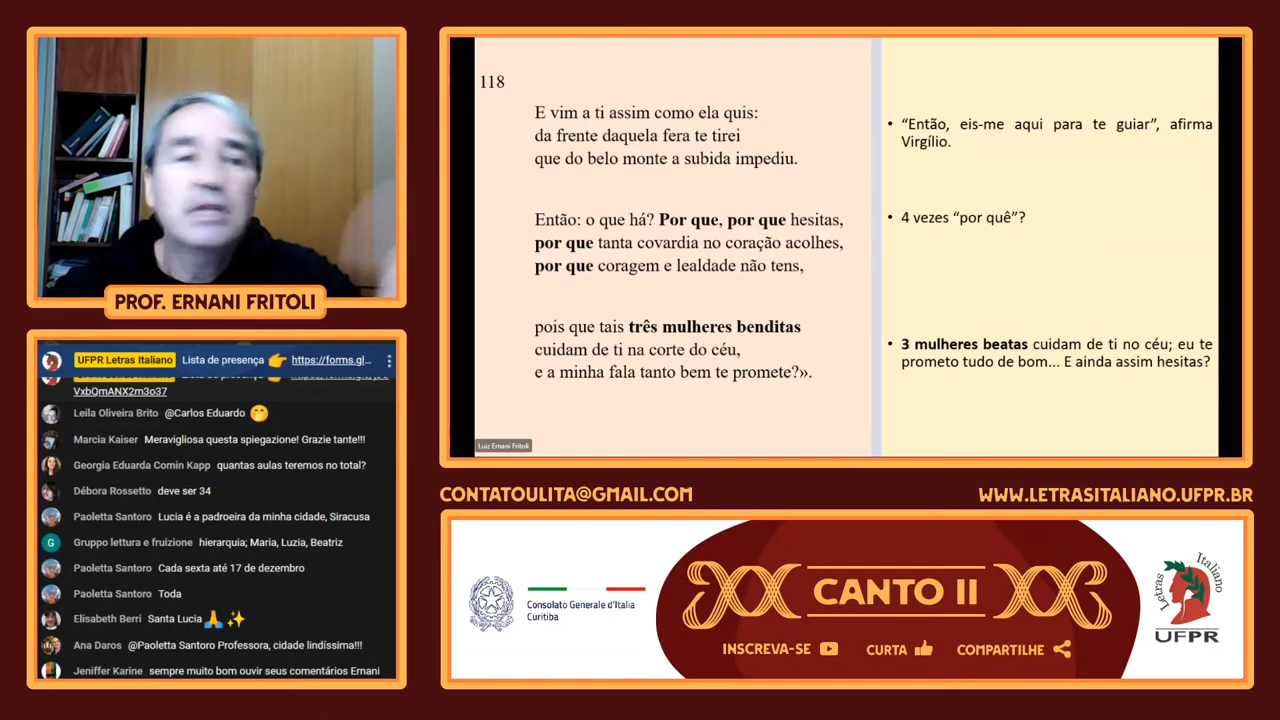 PROF. ERNANI FRITOLI
UFPR Letras Italiano Lista de presença 👉 https://forms.gl...
VxbQmANX2m3o37
Leila Oliveira Brito @Carlos Eduardo 🤭
Marcia Kaiser Meravigliosa questa spiegazione! Grazie tante!!!
Georgia Eduarda Comin Kapp quantas aulas teremos no total?
Débora Rossetto deve ser 34
Paoletta Santoro Lucia é a padroeira da minha cidade, Siracusa
G Gruppo lettura e fruizione hierarquia; Maria, Luzia, Beatriz
Paoletta Santoro Cada sexta até 17 de dezembro
Paoletta Santoro Toda
Elisabeth Berri Santa Lucia 🙏 ✨
Ana Daros @Paoletta Santoro Professora, cidade lindíssima!!!
Jeniffer Karine sempre muito bom ouvir seus comentários Ernani
118
E vim a ti assim como ela quis:
da frente daquela fera te tirei
que do belo monte a subida impediu.
Então: o que há? Por que, por que hesitas,
por que tanta covardia no coração acolhes,
por que coragem e lealdade não tens,
pois que tais três mulheres benditas
cuidam de ti na corte do céu,
e a minha fala tanto bem te promete?».
Luiz Ernani Fritoli
• “Então, eis-me aqui para te guiar”, afirma
Virgílio.
• 4 vezes “por quê”?
• 3 mulheres beatas cuidam de ti no céu; eu te
prometo tudo de bom... E ainda assim hesitas?
CONTATOULITA@GMAIL.COM
WWW.LETRASITALIANO.UFPR.BR
Consolato Generale d'Italia
Curitiba
CANTO II
INSCREVA-SE
CURTA
COMPARTILHE
Letras Italiano
UFPR